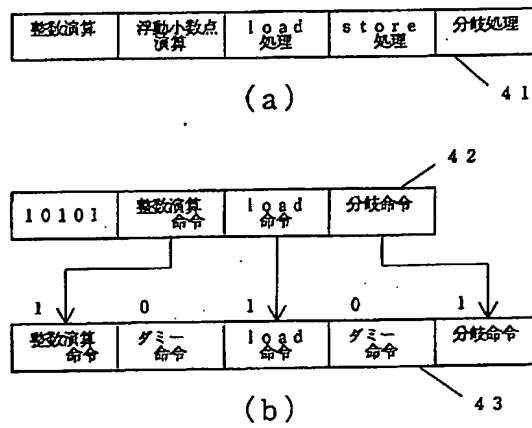 整数演算
浮動小数点
演算
load
処理
store
処理
分岐処理
41
(a)
42
10101
整数演算
命令
load
命令
分岐命令
1 0 1 0 1
整数演算
命令
ダミー
命令
load
命令
ダミー
命令
分岐命令
43
(b)